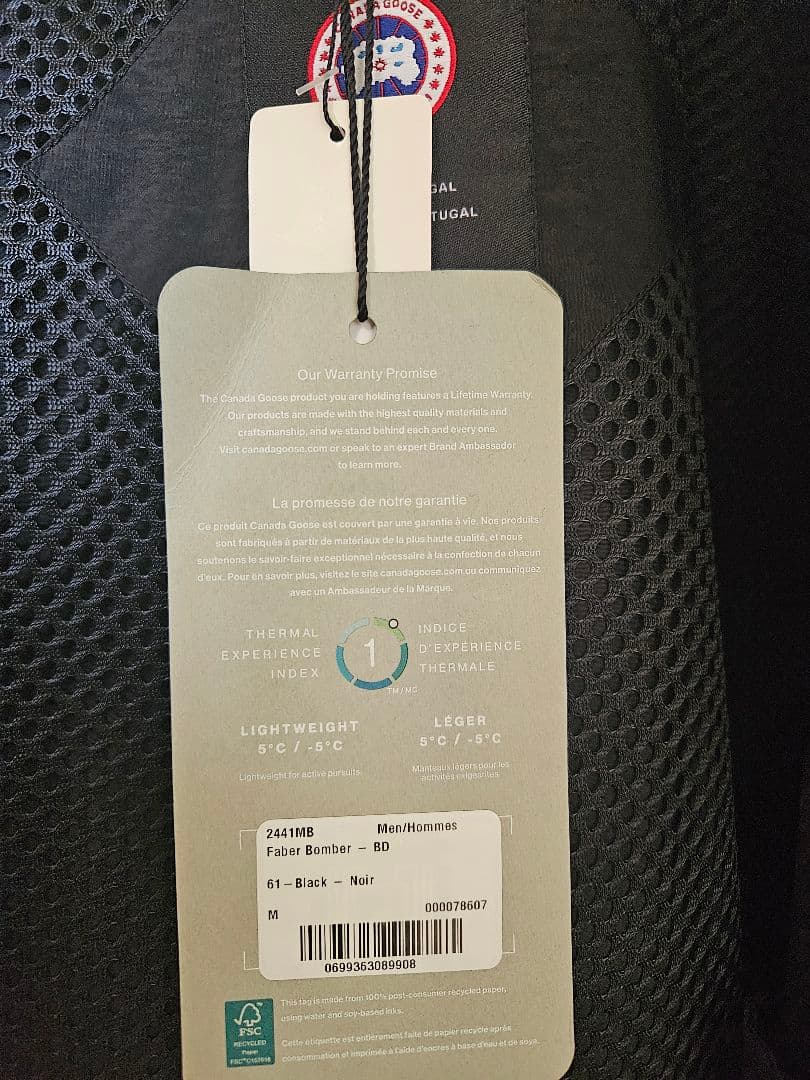 CANADA GOOSE
GAL
TUGAL
Our Warranty Promise
The Canada Goose product you are holding features a Lifetime Warranty.
Our products are made with the highest quality materials and
craftsmanship, and we stand behind each and every one.
Visit canadagoose.com or speak to an expert Brand Ambassador
to learn more.
La promesse de notre garantie
Ce produit Canada Goose est couvert par une garantie à vie. Nos produits
sont fabriqués à partir de matériaux de la plus haute qualité, et nous
soutenons le savoir-faire exceptionnel nécessaire à la confection de chacun
d'eux. Pour en savoir plus, visitez le site canadagoose.com ou communiquez
avec un Ambassadeur de la Marque.
THERMAL
EXPERIENCE
INDEX
1
TM/MC
INDICE
D'EXPÉRIENCE
THERMALE
LIGHTWEIGHT
5°C / -5°C
Lightweight for active pursuits
LÉGER
5°C / -5°C
Manteaux légers pour les
activités exigeantes
2441MB Men/Hommes
Faber Bomber – BD
61 – Black – Noir
M 000078607
0699363089908
FSC
RECYCLED
Paper
This tag is made from 100% post-consumer recycled paper,
using water and soy-based inks.
Cette étiquette est entièrement faite de papier recyclé après
consommation et imprimée à l'aide d'encres à base d'eau et de soya.